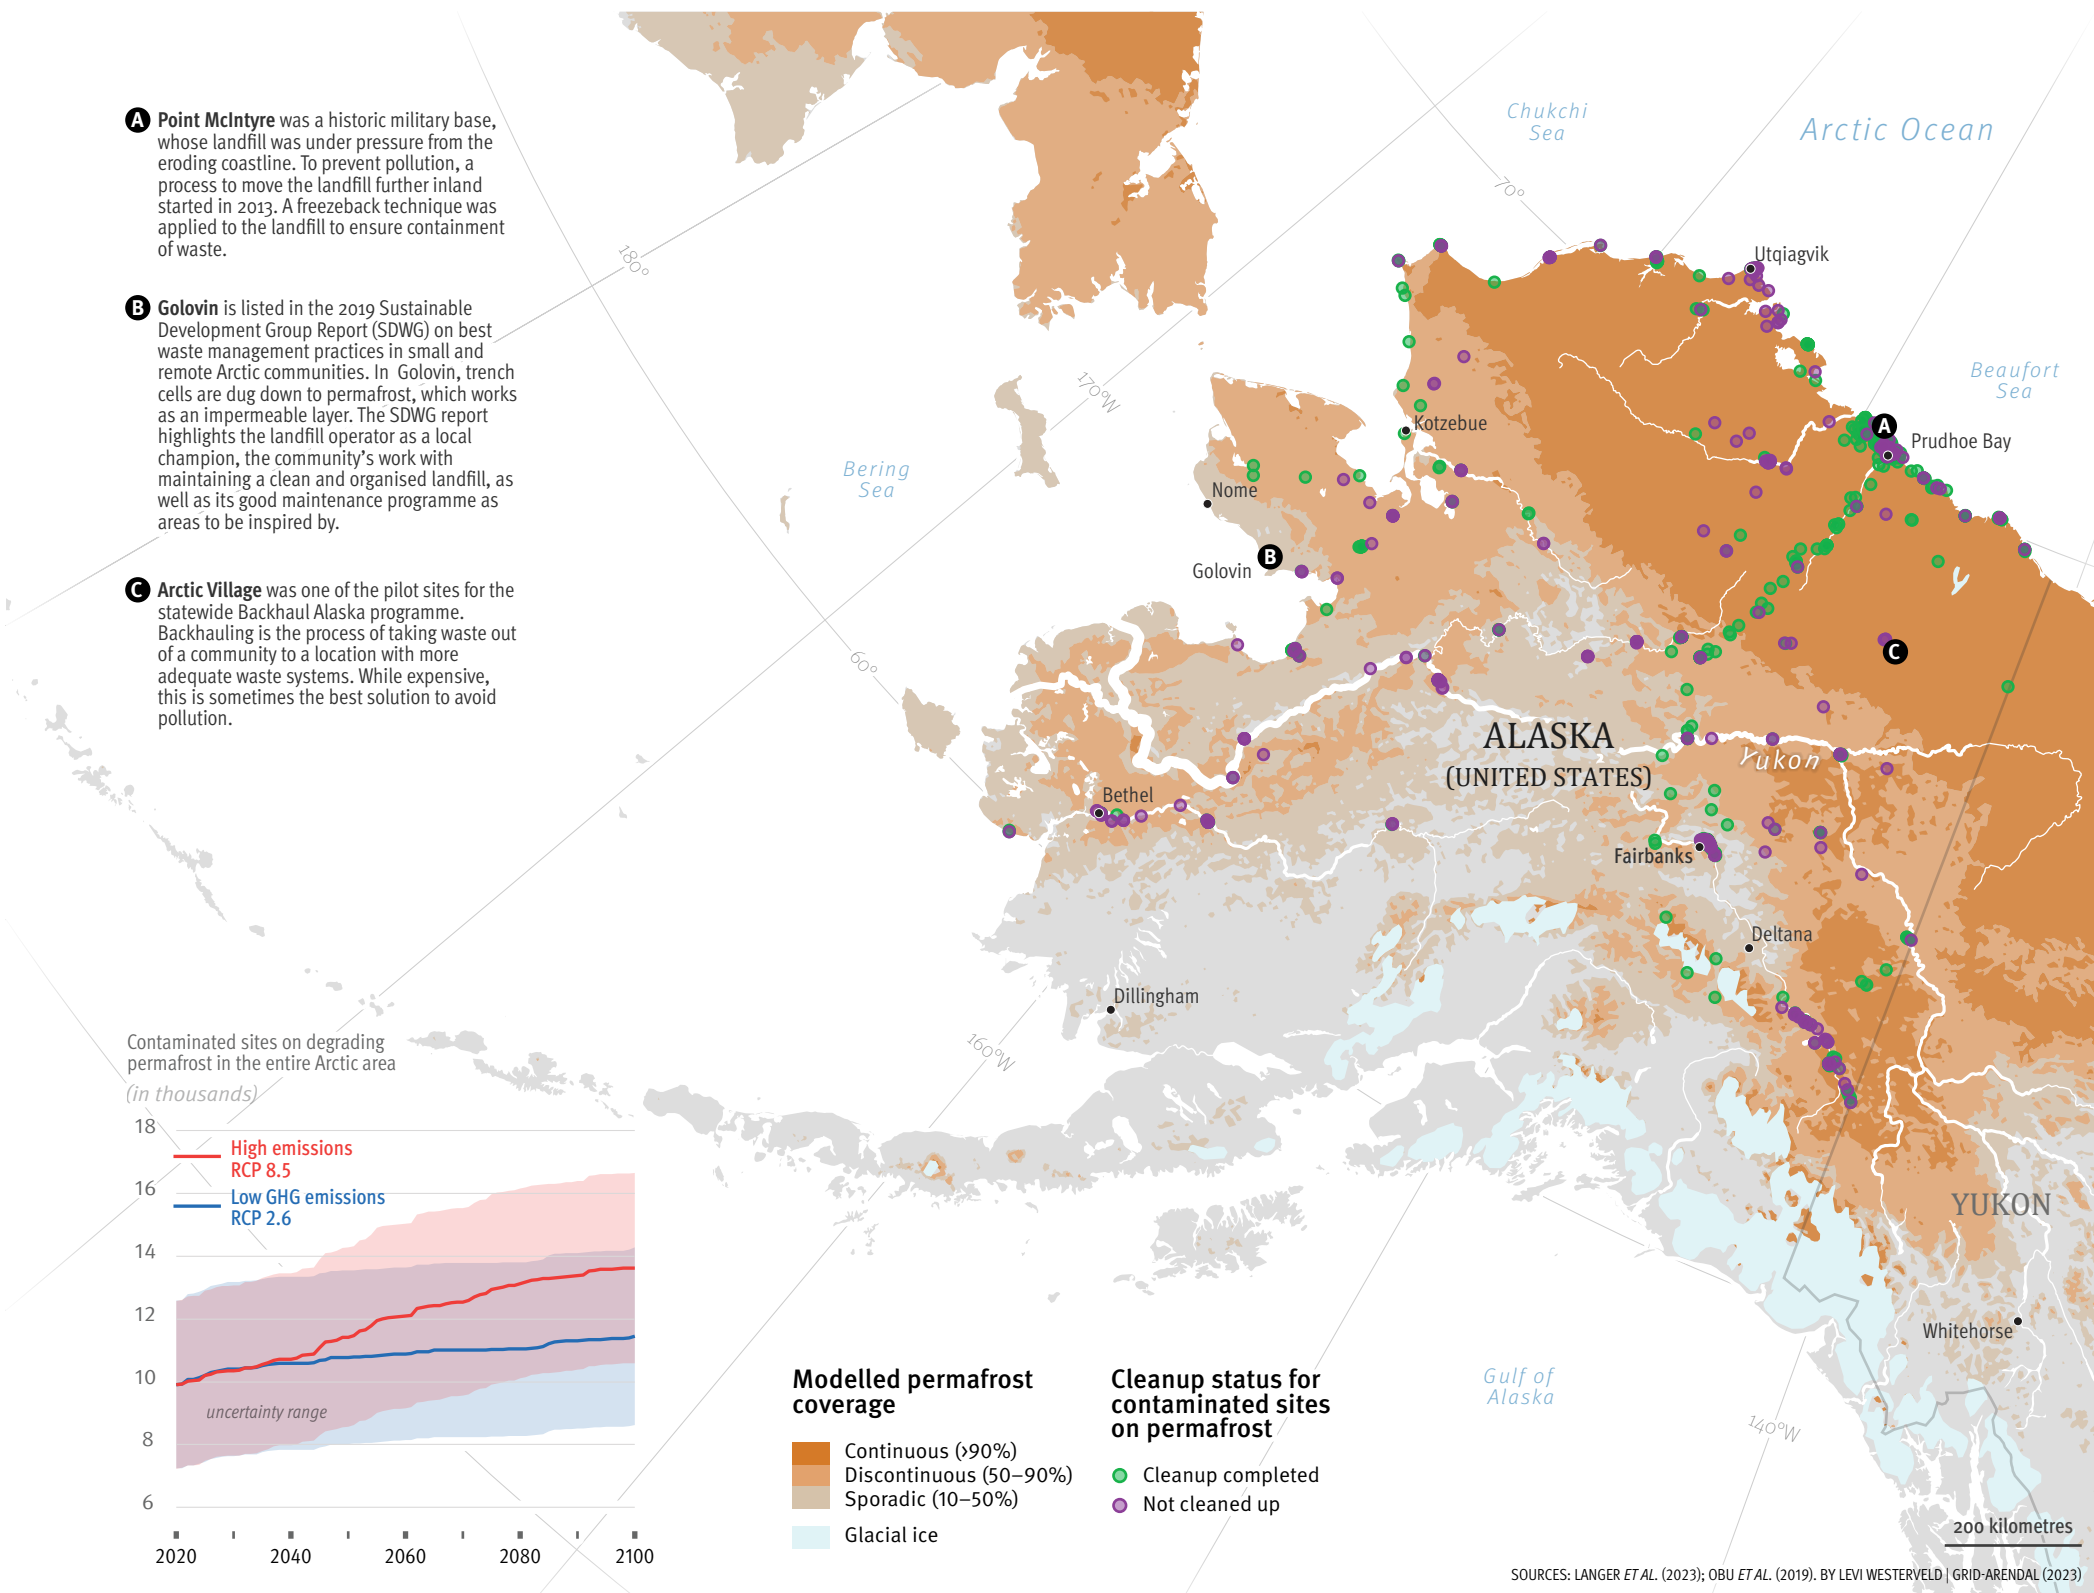 A Point McIntyre was a historic military base,
whose landfill was under pressure from the
eroding coastline. To prevent pollution, a
process to move the landfill further inland
started in 2013. A freezeback technique was
applied to the landfill to ensure containment
of waste.
B Golovin is listed in the 2019 Sustainable
Development Group Report (SDWG) on best
waste management practices in small and
remote Arctic communities. In Golovin, trench
cells are dug down to permafrost, which works
as an impermeable layer. The SDWG report
highlights the landfill operator as a local
champion, the community's work with
maintaining a clean and organised landfill, as
well as its good maintenance programme as
areas to be inspired by.
C Arctic Village was one of the pilot sites for the
statewide Backhaul Alaska programme.
Backhauling is the process of taking waste out
of a community to a location with more
adequate waste systems. While expensive,
this is sometimes the best solution to avoid
pollution.
Chukchi
Sea
Arctic Ocean
70°
180°
Utqiagvik
170°W
Beaufort
Sea
Kotzebue
A
Prudhoe Bay
Bering
Sea
Nome
B
Golovin
60°
C
ALASKA
(UNITED STATES)
Yukon
Bethel
Fairbanks
Deltana
Dillingham
160°W
YUKON
Whitehorse
Gulf of
Alaska
140°W
Contaminated sites on degrading
permafrost in the entire Arctic area
(in thousands)
18
High emissions
RCP 8.5
16
Low GHG emissions
RCP 2.6
14
12
10
uncertainty range
8
6
2020 2040 2060 2080 2100
Modelled permafrost
coverage
Continuous (>90%)
Discontinuous (50–90%)
Sporadic (10–50%)
Glacial ice
Cleanup status for
contaminated sites
on permafrost
Cleanup completed
Not cleaned up
200 kilometres
SOURCES: LANGER ET AL. (2023); OBU ET AL. (2019). BY LEVI WESTERVELD | GRID-ARENDAL (2023)